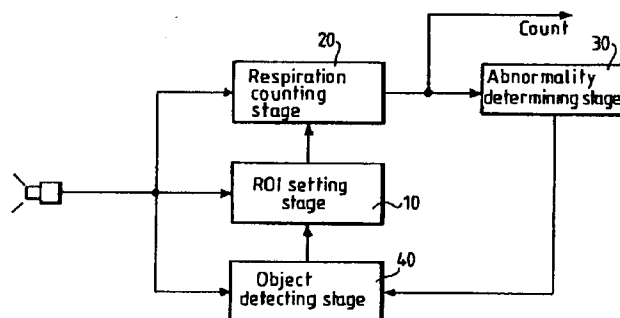 Count
20
Respiration
counting
stage
30
Abnormality
determining stage
ROI setting
stage
10
Object
detecting stage
40